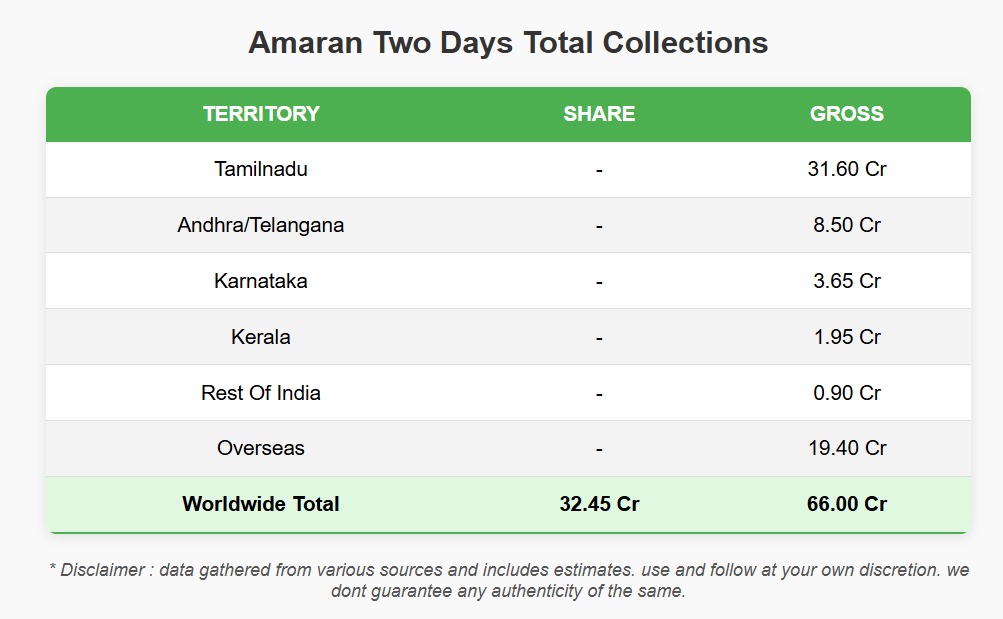 Amaran Two Days Total Collections
TERRITORY SHARE GROSS
Tamilnadu - 31.60 Cr
Andhra/Telangana - 8.50 Cr
Karnataka - 3.65 Cr
Kerala - 1.95 Cr
Rest Of India - 0.90 Cr
Overseas - 19.40 Cr
Worldwide Total 32.45 Cr 66.00 Cr
* Disclaimer : data gathered from various sources and includes estimates. use and follow at your own discretion. we
dont guarantee any authenticity of the same.